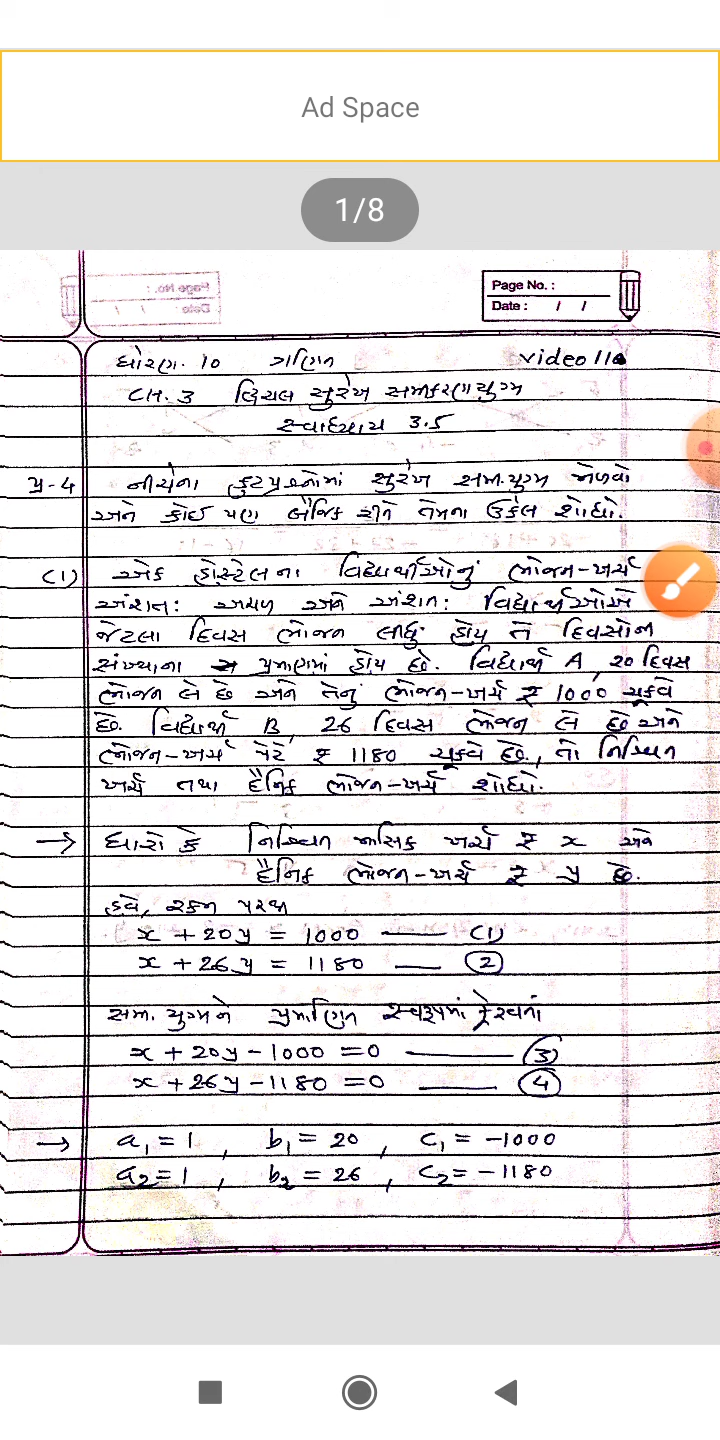 Ad Space
1/8
Page No. :
Date : / /
ધોરણ. 10 ગણિત video 11
CH. 3 દ્વિચલ સુરેખ સમીકરણયુગ્મ
સ્વાધ્યાય 3.5
પ્ર-4 નીચેના કુટપ્રશ્નોમાં સુરેખ સમ.યુગ્મ મેળવો
અને કોઈ પણ બૈજિક રીતે તેમના ઉકેલ શોધો.
(1) એક હોસ્ટેલના વિદ્યાર્થીઓનું ભોજન-ખર્ચ
અંશત: અચળ અને અંશત: વિદ્યાર્થીઓએ
જેટલા દિવસ ભોજન લીધું હોય તે દિવસોન
સંખ્યાના પ્રમાણમાં હોય છે. વિદ્યાર્થી A, 20 દિવસ
ભોજન લે છે અને તેનું ભોજન-ખર્ચ ₹ 1000 ચૂકવે
છે. વિદ્યાર્થી B, 26 દિવસ ભોજન લે છે અને
ભોજન-ખર્ચ પેટે ₹ 1180 ચૂકવે છે, તો નિશ્ચિત
ખર્ચ તથા દૈનિક ભોજન-ખર્ચ શોધો.
→ ધારો કે નિશ્ચિત માસિક ખર્ચ ₹ x અને
દૈનિક ભોજન-ખર્ચ ₹ y છે.
હવે, રકમ પરથી
x + 20y = 1000 —— (1)
x + 26y = 1180 —— (2)
સમ. યુગ્મને પ્રમાણિત સ્વરૂપમાં ફેરવતાં
x + 20y - 1000 = 0 —— (3)
x + 26y - 1180 = 0 —— (4)
→ a₁ = 1 , b₁ = 20 , c₁ = -1000
a₂ = 1 , b₂ = 26 , c₂ = -1180